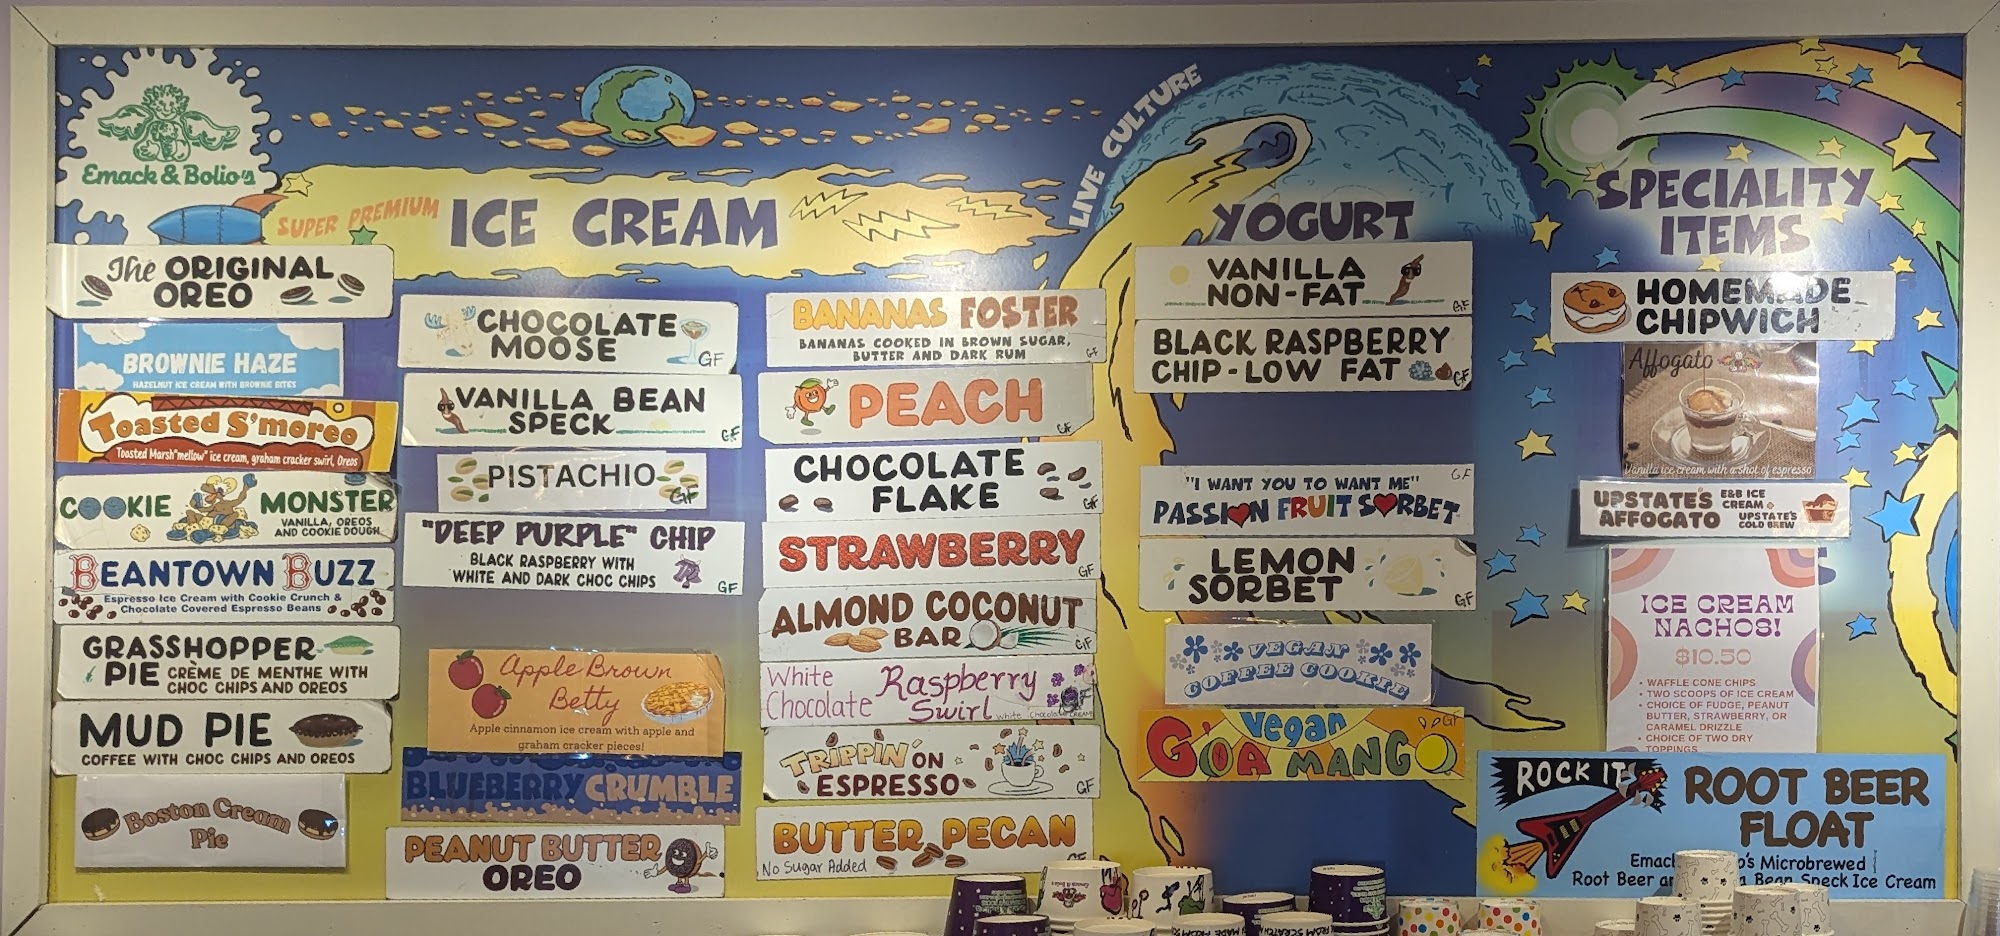 Emack & Bolio's
SUPER PREMIUM ICE CREAM
The ORIGINAL
OREO
BROWNIE HAZE
HAZELNUT ICE CREAM WITH BROWNIE BITES
Toasted S'moreo
Toasted Marsh"mellow" ice cream, graham cracker swirl, Oreos
COOKIE MONSTER
VANILLA, OREOS
AND COOKIE DOUGH
BEANTOWN BUZZ
Espresso Ice Cream with Cookie Crunch &
Chocolate Covered Espresso Beans
GRASSHOPPER
PIE CRÈME DE MENTHE WITH
CHOC CHIPS AND OREOS
MUD PIE
COFFEE WITH CHOC CHIPS AND OREOS
Boston Cream
Pie
CHOCOLATE
MOOSE
GF
VANILLA BEAN
SPECK
GF
PISTACHIO
GF
"DEEP PURPLE" CHIP
BLACK RASPBERRY WITH
WHITE AND DARK CHOC CHIPS
GF
Apple Brown
Betty
Apple cinnamon ice cream with apple and
graham cracker pieces!
BLUEBERRY CRUMBLE
PEANUT BUTTER
OREO
BANANAS FOSTER
BANANAS COOKED IN BROWN SUGAR,
BUTTER AND DARK RUM
GF
PEACH
GF
CHOCOLATE
FLAKE
GF
STRAWBERRY
GF
ALMOND COCONUT
BAR
GF
White Raspberry
Chocolate Swirl
TRIPPIN' ON
ESPRESSO
GF
BUTTER PECAN
No Sugar Added
GF
LIVE CULTURE
YOGURT
VANILLA
NON-FAT
GF
BLACK RASPBERRY
CHIP-LOW FAT
GF
"I WANT YOU TO WANT ME"
GF
PASSION FRUIT SORBET
LEMON
SORBET
GF
VEGAN
COFFEE COOKIE
Vegan
GF
GOA MANGO
SPECIALITY
ITEMS
HOMEMADE
CHIPWICH
Affogato
Vanilla ice cream with a shot of espresso
UPSTATE'S E&B ICE
CREAM +
AFFOGATO UPSTATE'S
COLD BREW
ICE CREAM
NACHOS!
$10.50
• WAFFLE CONE CHIPS
• TWO SCOOPS OF ICE CREAM
• CHOICE OF FUDGE, PEANUT
BUTTER, STRAWBERRY, OR
CARAMEL DRIZZLE
• CHOICE OF TWO DRY
TOPPINGS
ROCK IT
ROOT BEER
FLOAT
Microbrewed
Root Beer Bean Speck Ice Cream